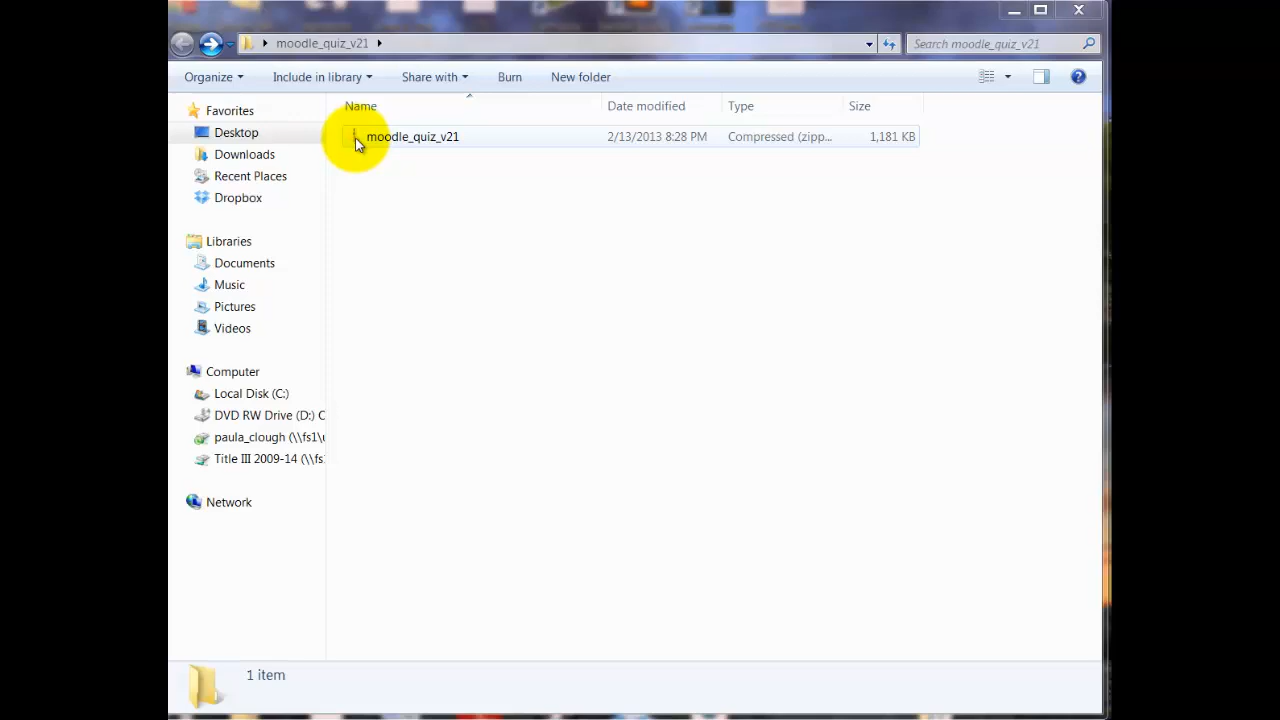 moodle_quiz_v21
Search moodle_quiz_v21
Organize Include in library Share with Burn New folder
Name Date modified Type Size
moodle_quiz_v21 2/13/2013 8:28 PM Compressed (zipp... 1,181 KB
Favorites
Desktop
Downloads
Recent Places
Dropbox
Libraries
Documents
Music
Pictures
Videos
Computer
Local Disk (C:)
DVD RW Drive (D:) C
paula_clough (\\fs1\u
Title III 2009-14 (\\fs1
Network
1 item